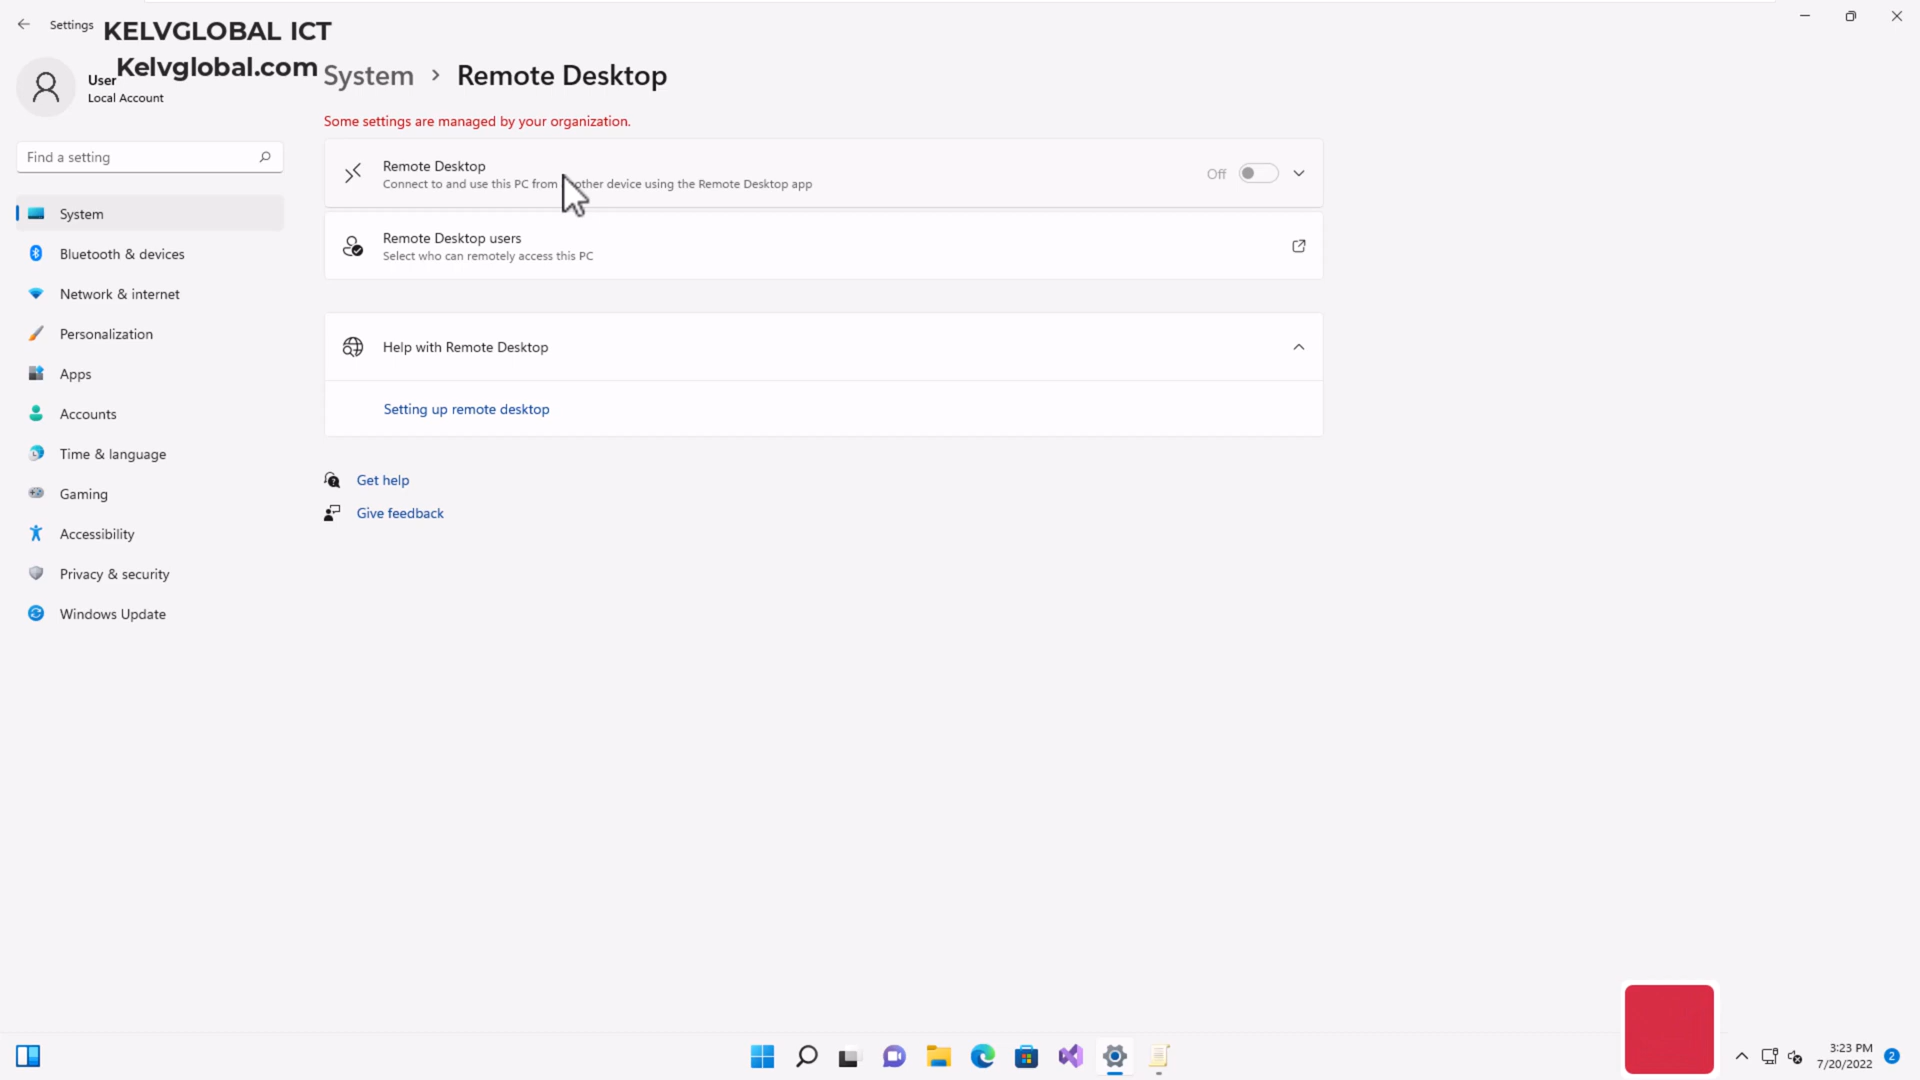 Settings
KELVGLOBAL ICT
Kelvglobal.com
User
Local Account
System > Remote Desktop
Some settings are managed by your organization.
Find a setting
System
Bluetooth & devices
Network & internet
Personalization
Apps
Accounts
Time & language
Gaming
Accessibility
Privacy & security
Windows Update
Remote Desktop
Off
Connect to and use this PC from other device using the Remote Desktop app
Remote Desktop users
Select who can remotely access this PC
Help with Remote Desktop
Setting up remote desktop
Get help
Give feedback
3:23 PM
7/20/2022
2